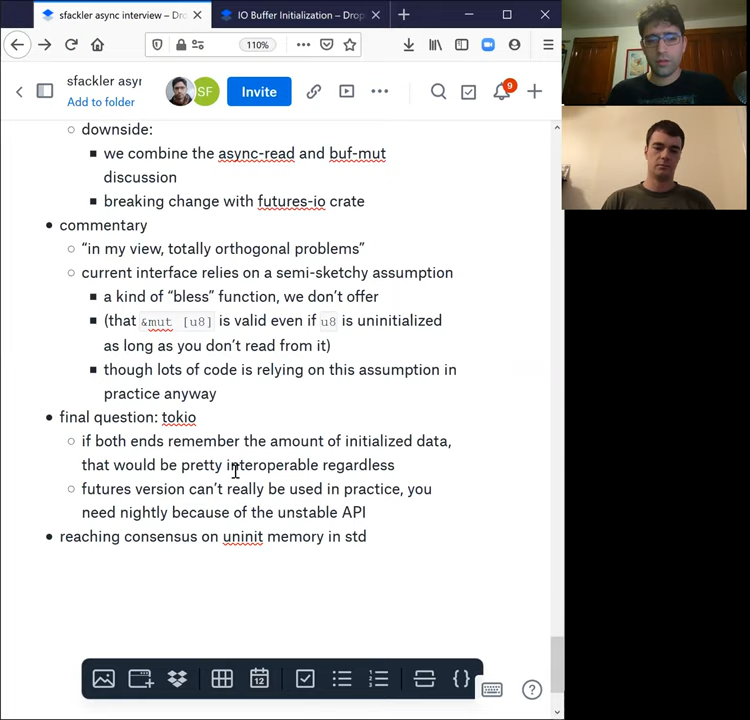 sfackler async interview – Dro
IO Buffer Initialization – Drop
110%
sfackler asyr
Add to folder
SF
Invite
9
downside:
we combine the async-read and buf-mut
discussion
breaking change with futures-io crate
commentary
“in my view, totally orthogonal problems”
current interface relies on a semi-sketchy assumption
a kind of “bless” function, we don’t offer
(that &mut [u8] is valid even if u8 is uninitialized
as long as you don’t read from it)
though lots of code is relying on this assumption in
practice anyway
final question: tokio
if both ends remember the amount of initialized data,
that would be pretty interoperable regardless
futures version can’t really be used in practice, you
need nightly because of the unstable API
reaching consensus on uninit memory in std
12
{}
?